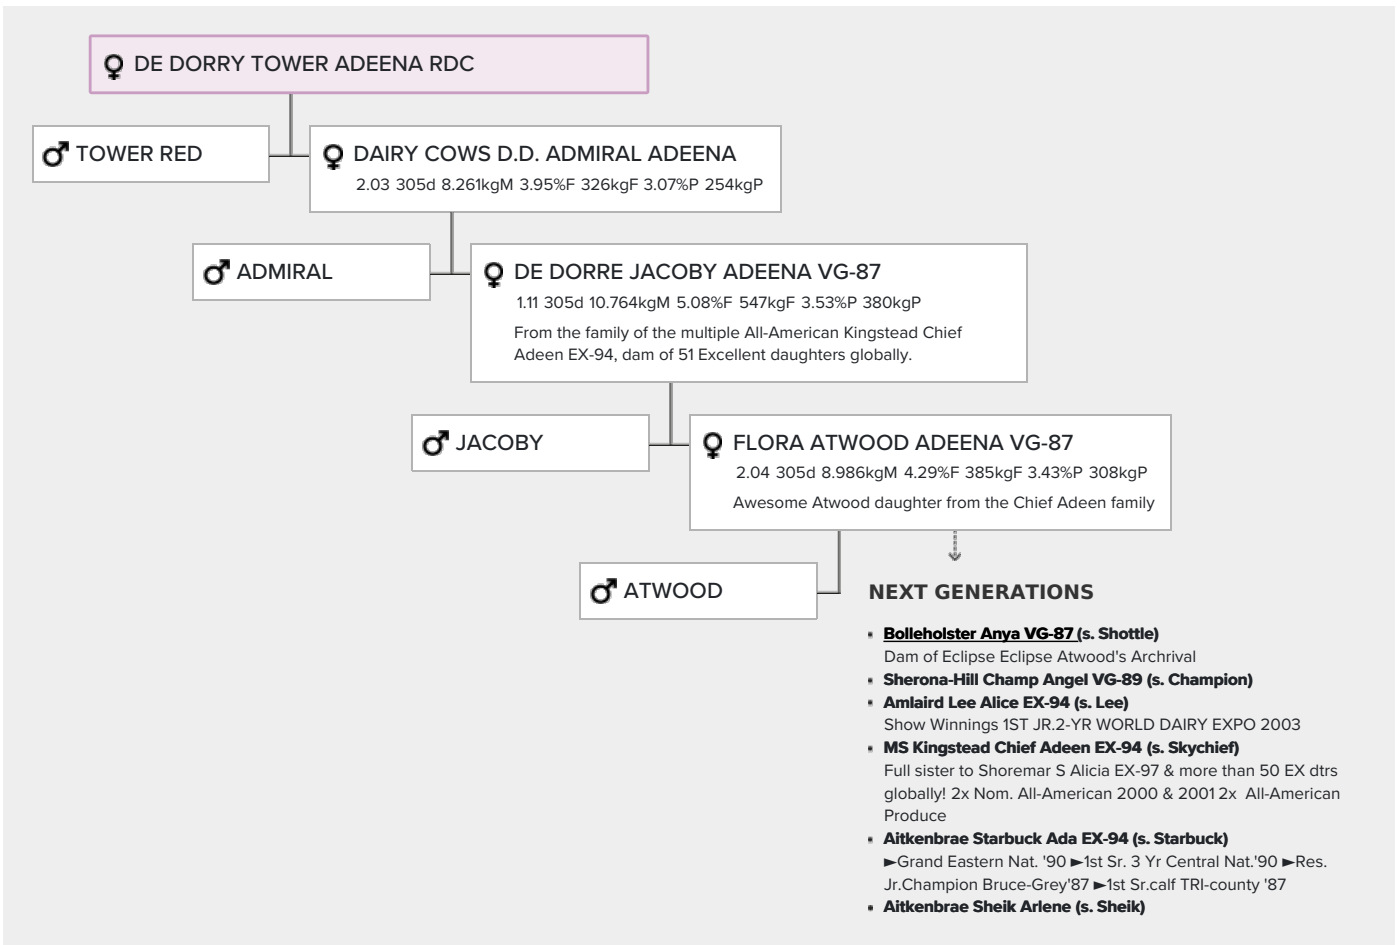 DE DORRY TOWER ADEENA RDC
TOWER RED
DAIRY COWS D.D. ADMIRAL ADEENA
2.03 305d 8.261kgM 3.95%F 326kgF 3.07%P 254kgP
ADMIRAL
DE DORRE JACOBY ADEENA VG-87
1.11 305d 10.764kgM 5.08%F 547kgF 3.53%P 380kgP
From the family of the multiple All-American Kingstead Chief
Adeen EX-94, dam of 51 Excellent daughters globally.
JACOBY
FLORA ATWOOD ADEENA VG-87
2.04 305d 8.986kgM 4.29%F 385kgF 3.43%P 308kgP
Awesome Atwood daughter from the Chief Adeen family
ATWOOD
NEXT GENERATIONS
▪ Bolleholster Anya VG-87 (s. Shottle)
Dam of Eclipse Eclipse Atwood's Archrival
▪ Sherona-Hill Champ Angel VG-89 (s. Champion)
▪ Amlaird Lee Alice EX-94 (s. Lee)
Show Winnings 1ST JR.2-YR WORLD DAIRY EXPO 2003
▪ MS Kingstead Chief Adeen EX-94 (s. Skychief)
Full sister to Shoremar S Alicia EX-97 & more than 50 EX dtrs
globally! 2x Nom. All-American 2000 & 2001 2x All-American
Produce
▪ Aitkenbrae Starbuck Ada EX-94 (s. Starbuck)
►Grand Eastern Nat. '90 ►1st Sr. 3 Yr Central Nat.'90 ►Res.
Jr.Champion Bruce-Grey'87 ►1st Sr.calf TRI-county '87
▪ Aitkenbrae Sheik Arlene (s. Sheik)